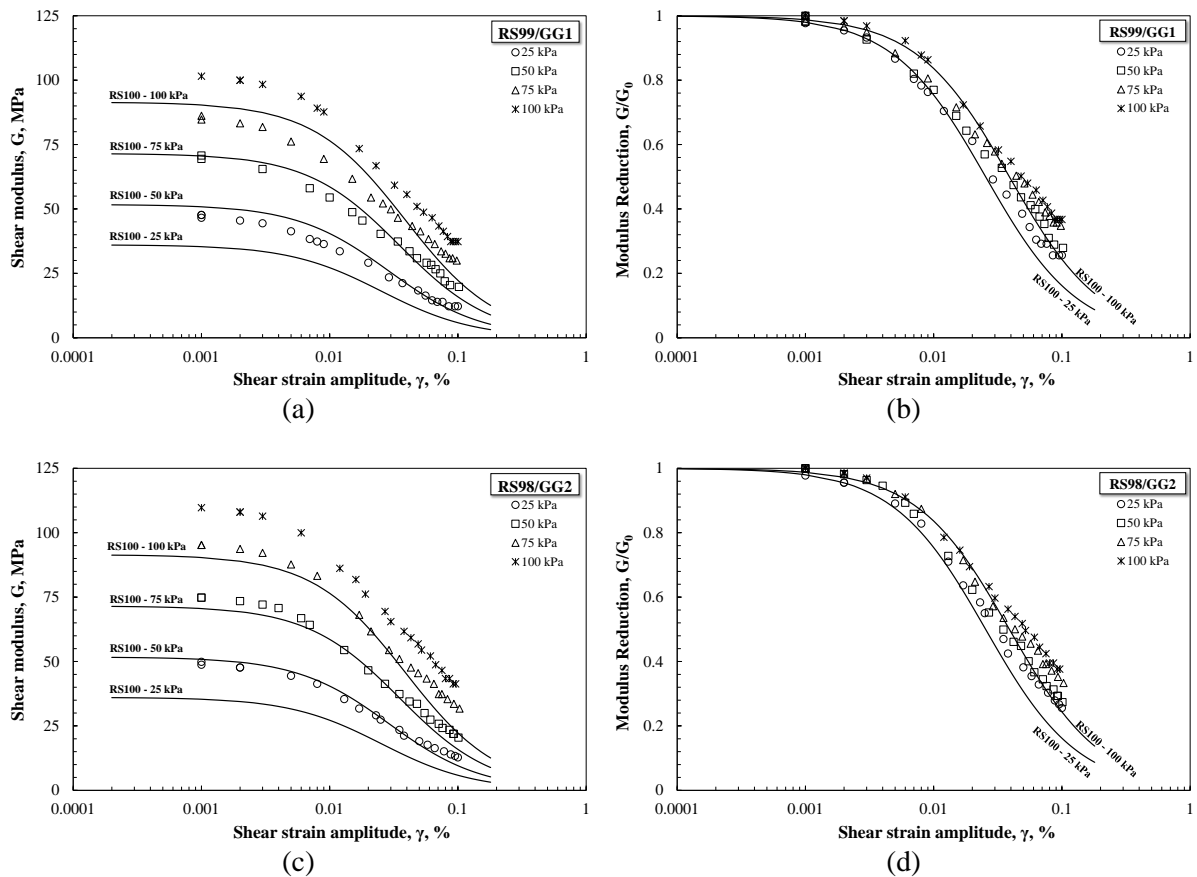 RS99/GG1
25 kPa
50 kPa
75 kPa
100 kPa
125
100
75
50
25
0
Shear modulus, G, MPa
RS100 - 100 kPa
RS100 - 75 kPa
RS100 - 50 kPa
RS100 - 25 kPa
0.0001 0.001 0.01 0.1 1
Shear strain amplitude, γ, %
(a)
RS99/GG1
25 kPa
50 kPa
75 kPa
100 kPa
1
0.8
0.6
0.4
0.2
0
Modulus Reduction, G/G₀
RS100 - 100 kPa
RS100 - 25 kPa
0.0001 0.001 0.01 0.1 1
Shear strain amplitude, γ, %
(b)
RS98/GG2
25 kPa
50 kPa
75 kPa
100 kPa
125
100
75
50
25
0
Shear modulus, G, MPa
RS100 - 100 kPa
RS100 - 75 kPa
RS100 - 50 kPa
RS100 - 25 kPa
0.0001 0.001 0.01 0.1 1
Shear strain amplitude, γ, %
(c)
RS98/GG2
25 kPa
50 kPa
75 kPa
100 kPa
1
0.8
0.6
0.4
0.2
0
Modulus Reduction, G/G₀
RS100 - 100 kPa
RS100 - 25 kPa
0.0001 0.001 0.01 0.1 1
Shear strain amplitude, γ, %
(d)